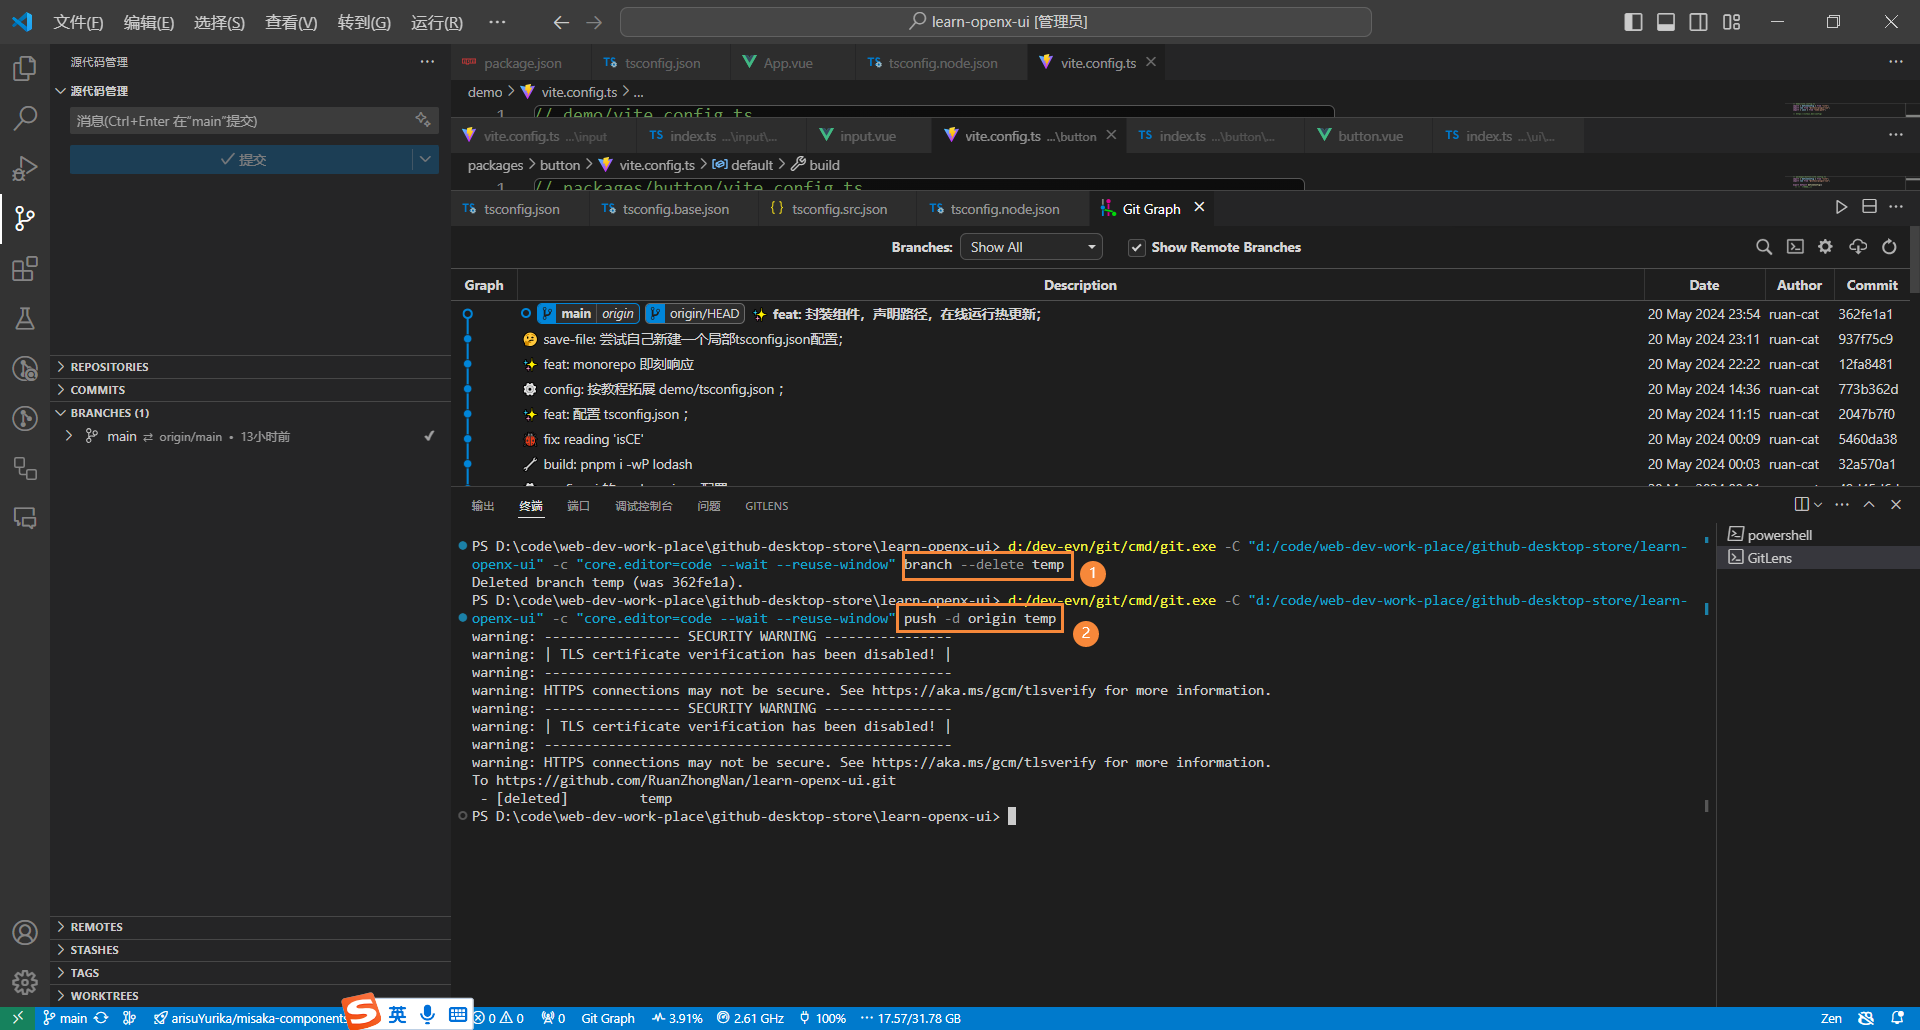 文件(F) 编辑(E) 选择(S) 查看(V) 转到(G) 运行(R) ··· learn-openx-ui [管理员]
源代码管理 ···
源代码管理
消息(Ctrl+Enter 在"main"提交)
提交
REPOSITORIES
COMMITS
BRANCHES (1)
main ⇄ origin/main • 13小时前
REMOTES
STASHES
TAGS
WORKTREES
package.json TS tsconfig.json App.vue TS tsconfig.node.json vite.config.ts ···
demo > vite.config.ts > ...
1 // demo/vite.config.ts
vite.config.ts ...\input TS index.ts ...\input\... input.vue vite.config.ts ...\button TS index.ts ...\button\... button.vue TS index.ts ...\ui\... ···
packages > button > vite.config.ts > default > build
1 // packages/button/vite.config.ts
TS tsconfig.json TS tsconfig.base.json {} tsconfig.src.json TS tsconfig.node.json Git Graph ···
Branches: Show All Show Remote Branches
Graph Description Date Author Commit
main origin origin/HEAD ✨ feat: 封装组件，声明路径，在线运行热更新； 20 May 2024 23:54 ruan-cat 362fe1a1
🤔 save-file: 尝试自己新建一个局部tsconfig.json配置； 20 May 2024 23:11 ruan-cat 937f75c9
✨ feat: monorepo 即刻响应 20 May 2024 22:22 ruan-cat 12fa8481
⚙ config: 按教程拓展 demo/tsconfig.json ； 20 May 2024 14:36 ruan-cat 773b362d
✨ feat: 配置 tsconfig.json ； 20 May 2024 11:15 ruan-cat 2047b7f0
🐞 fix: reading 'isCE' 20 May 2024 00:09 ruan-cat 5460da38
🔧 build: pnpm i -wP lodash 20 May 2024 00:03 ruan-cat 32a570a1
输出 终端 端口 调试控制台 问题 GITLENS ···
PS D:\code\web-dev-work-place\github-desktop-store\learn-openx-ui> d:/dev-evn/git/cmd/git.exe -C "d:/code/web-dev-work-place/github-desktop-store/learn-
openx-ui" -c "core.editor=code --wait --reuse-window" branch --delete temp 1
Deleted branch temp (was 362fe1a).
PS D:\code\web-dev-work-place\github-desktop-store\learn-openx-ui> d:/dev-evn/git/cmd/git.exe -C "d:/code/web-dev-work-place/github-desktop-store/learn-
openx-ui" -c "core.editor=code --wait --reuse-window" push -d origin temp 2
warning: ----------------- SECURITY WARNING ----------------
warning: | TLS certificate verification has been disabled! |
warning: ---------------------------------------------------
warning: HTTPS connections may not be secure. See https://aka.ms/gcm/tlsverify for more information.
warning: ----------------- SECURITY WARNING ----------------
warning: | TLS certificate verification has been disabled! |
warning: ---------------------------------------------------
warning: HTTPS connections may not be secure. See https://aka.ms/gcm/tlsverify for more information.
To https://github.com/RuanZhongNan/learn-openx-ui.git
- [deleted] temp
PS D:\code\web-dev-work-place\github-desktop-store\learn-openx-ui>
powershell
GitLens
main arisuYurika/misaka-components S 英 0 0 0 Git Graph 3.91% 2.61 GHz 100% ··· 17.57/31.78 GB Zen